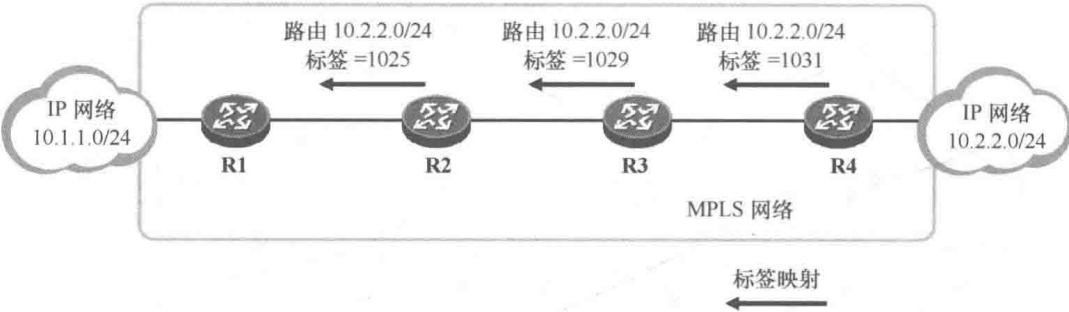 路由 10.2.2.0/24
标签 =1025
路由 10.2.2.0/24
标签 =1029
路由 10.2.2.0/24
标签 =1031
IP 网络
10.1.1.0/24
IP 网络
10.2.2.0/24
R1
R2
R3
R4
MPLS 网络
标签映射